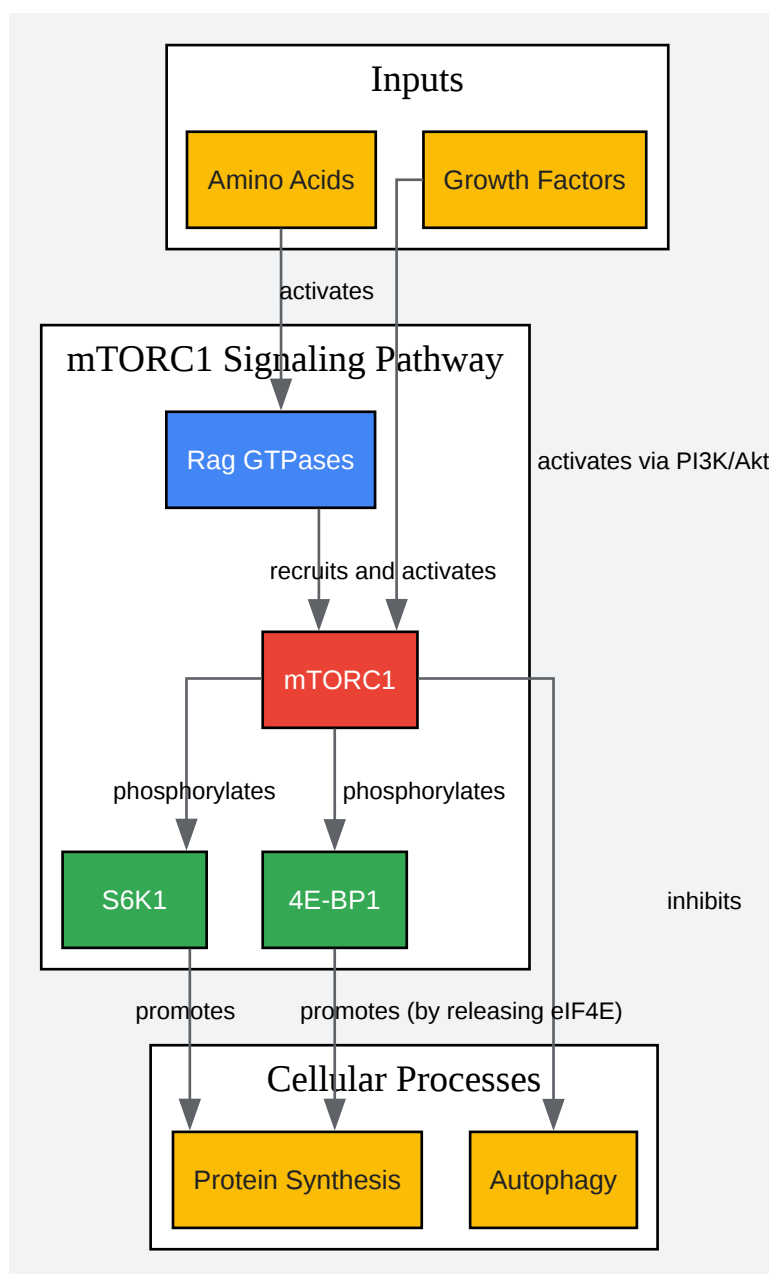 Inputs
Amino Acids
Growth Factors
activates
mTORC1 Signaling Pathway
Rag GTPases
activates via PI3K/Akt
recruits and activates
mTORC1
phosphorylates
phosphorylates
S6K1
4E-BP1
inhibits
promotes
promotes (by releasing eIF4E)
Cellular Processes
Protein Synthesis
Autophagy